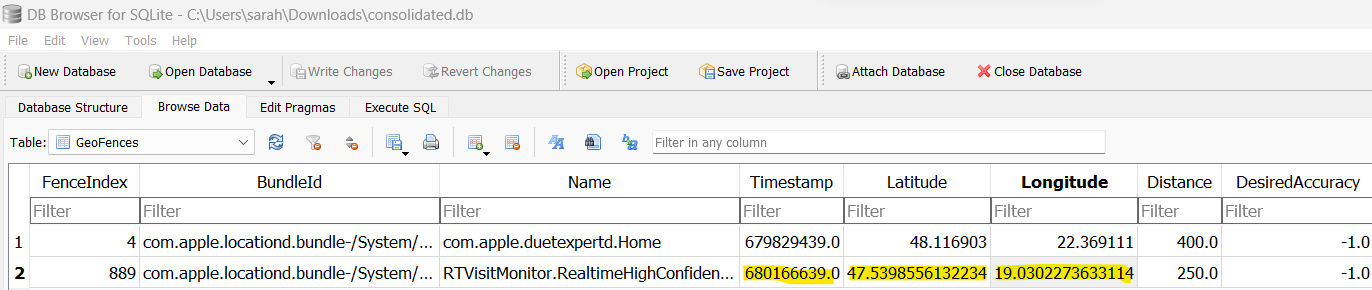 DB Browser for SQLite - C:\Users\sarah\Downloads\consolidated.db
File Edit View Tools Help
New Database Open Database Write Changes Revert Changes Open Project Save Project Attach Database Close Database
Database Structure Browse Data Edit Pragmas Execute SQL
Table: GeoFences Filter in any column
FenceIndex BundleId Name Timestamp Latitude Longitude Distance DesiredAccuracy
Filter Filter Filter Filter Filter Filter Filter Filter
1 4 com.apple.locationd.bundle-/System/... com.apple.duetexpertd.Home 679829439.0 48.116903 22.369111 400.0 -1.0
2 889 com.apple.locationd.bundle-/System/... RTVisitMonitor.RealtimeHighConfiden... 680166639.0 47.5398556132234 19.0302273633114 250.0 -1.0